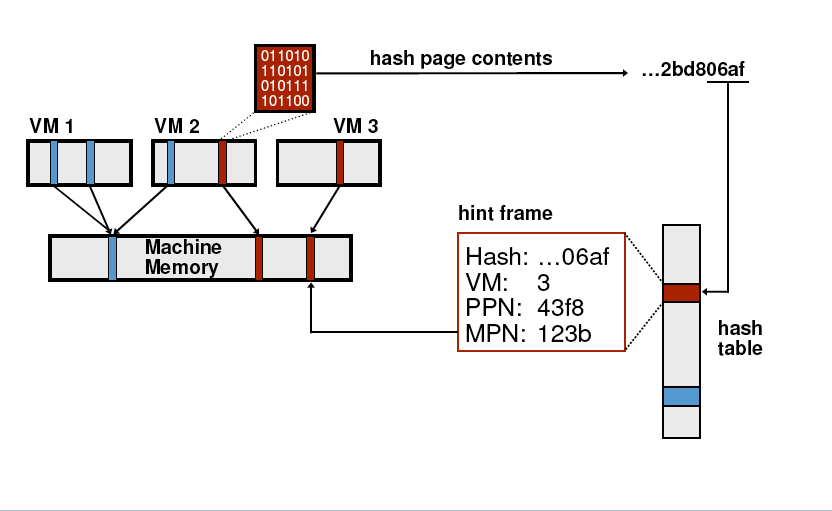 011010
110101
010111
101100
hash page contents
…2bd806af
VM 1
VM 2
VM 3
Machine
Memory
hint frame
Hash: …06af
VM: 3
PPN: 43f8
MPN: 123b
hash
table